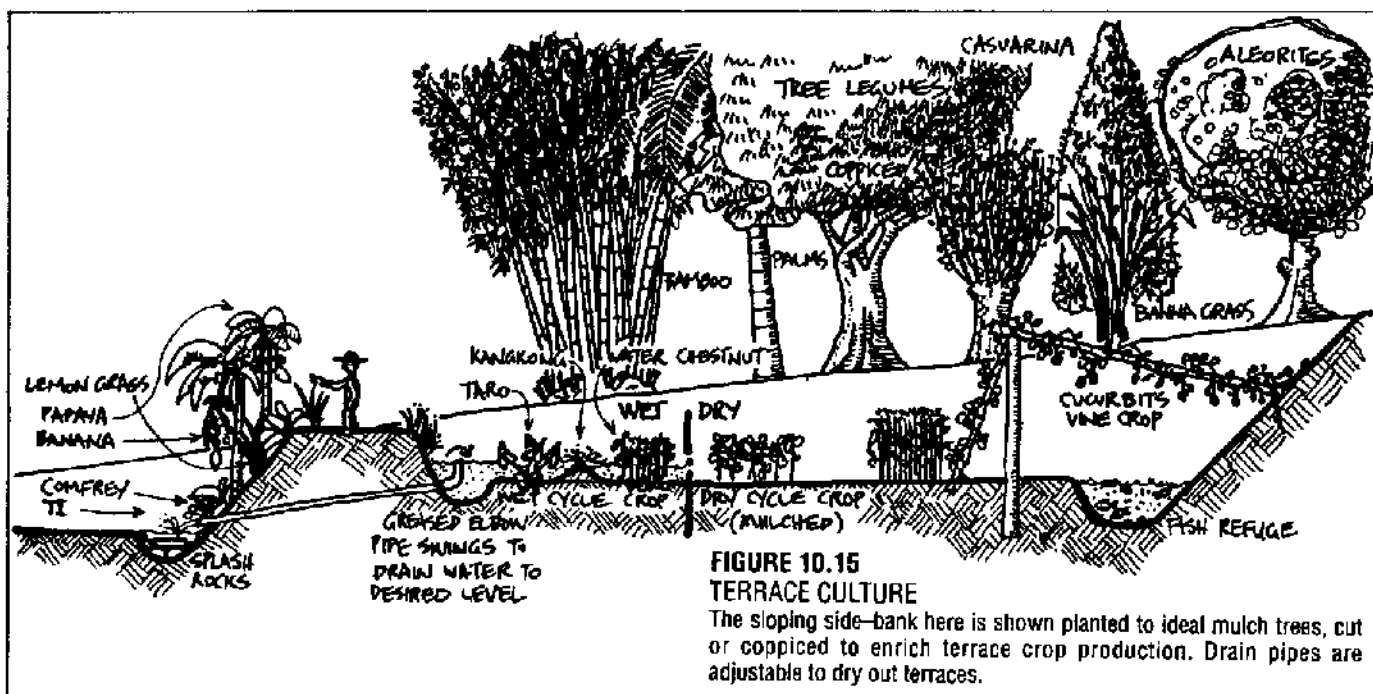 CASUARINA
ALEORITES
TREE LEGUMES
COPPICED
TAMBOO
PALMS
BANNA GRASS
KANGKONG
WATER CHESTNUT
TARO
LEMON GRASS
PAPAYA
BANANA
WET
DRY
CUCURBITS
VINE CROP
COMFREY
TI
WET CYCLE CROP
DRY CYCLE CROP
(MULCHED)
FISH REFUGE
SPLASH
ROCKS
GREASED ELBOW
PIPE SWINGS TO
DRAIN WATER TO
DESIRED LEVEL
FIGURE 10.15
TERRACE CULTURE
The sloping side–bank here is shown planted to ideal mulch trees, cut
or coppiced to enrich terrace crop production. Drain pipes are
adjustable to dry out terraces.